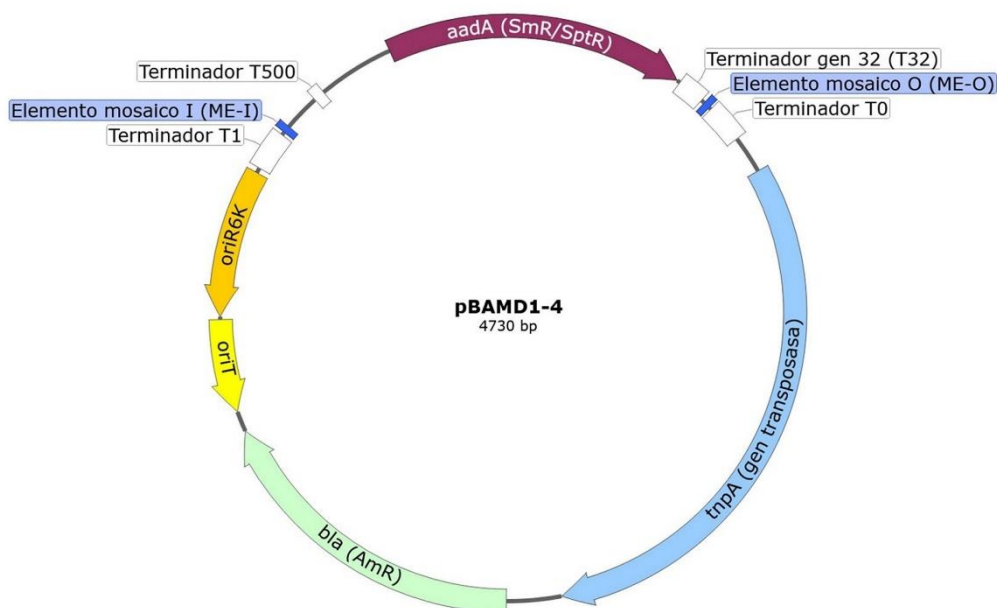 aadA (SmR/SptR)
Terminador gen 32 (T32)
Elemento mosaico O (ME-O)
Terminador T0
Terminador T500
Elemento mosaico I (ME-I)
Terminador T1
oriR6K
oriT
pBAMD1-4
4730 bp
tnpA (gen transposasa)
bla (AmR)